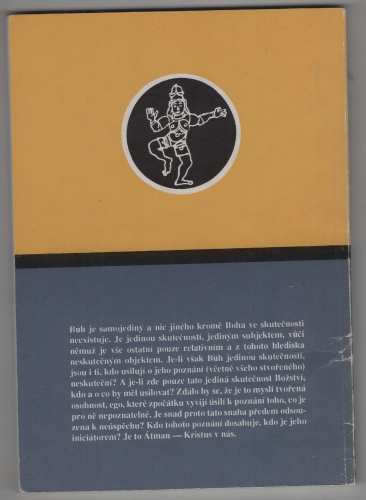 Bůh je samojediný a nic jiného kromě Boha ve skutečnosti
neexistuje. Je jedinou skutečností, jediným subjektem, vůči
němuž je vše ostatní pouze relativním a z tohoto hlediska
neskutečným objektem. Je-li však Bůh jedinou skutečností,
jsou i ti, kdo usilují o jeho poznání (včetně všeho stvořeného)
neskuteční? A je-li zde pouze tato jediná skutečnost Božství,
kdo a o co by měl usilovat? Zdálo by se, že je to myslí tvořená
osobnost, ego, které zpočátku vyvíjí úsilí k poznání toho, co je
pro ně nepoznatelné. Je snad proto tato snaha předem odsou-
zena k neúspěchu? Kdo tohoto poznání dosahuje, kdo je jeho
iniciátorem? Je to Átman — Kristus v nás.